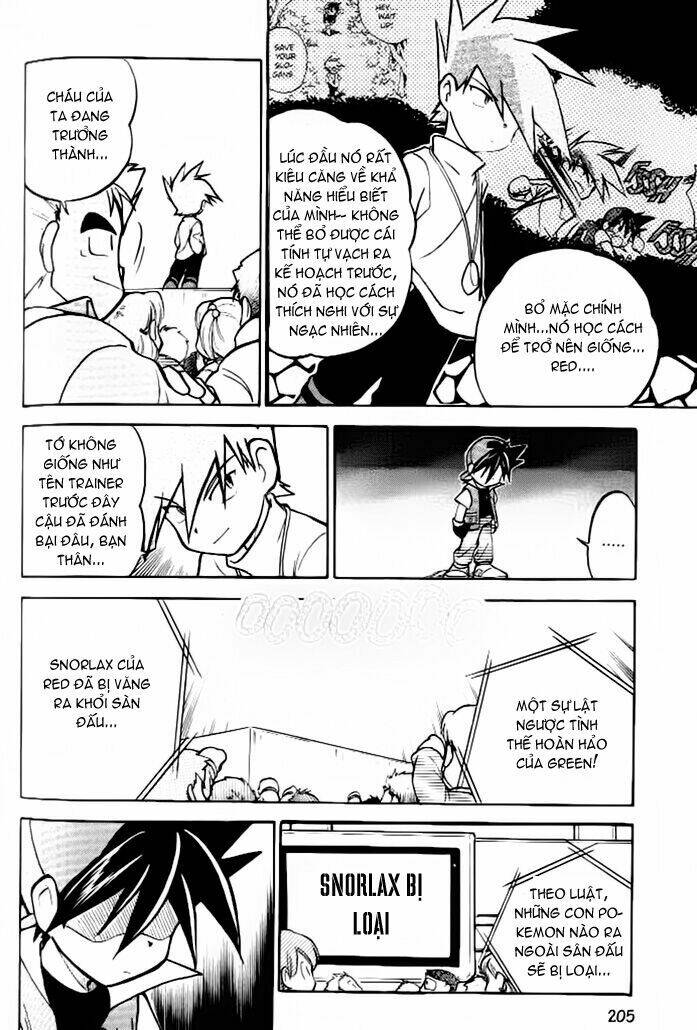 HEY,
WAIT
UP!
SAVE
YOUR
SLO-
GANS.
CHÁU CỦA
TA ĐANG
TRƯỞNG
THÀNH...
LÚC ĐẦU NÓ RẤT
KIÊU CĂNG VỀ KHẢ
NĂNG HIỂU BIẾT
CỦA MÌNH~ KHÔNG
THỂ BỎ ĐƯỢC CÁI
TÍNH TỰ VẠCH RA
KẾ HOẠCH TRƯỚC,
NÓ ĐÃ HỌC CÁCH
THÍCH NGHI VỚI SỰ
NGẠC NHIÊN...
BỎ MẶC CHÍNH
MÌNH...NÓ HỌC CÁCH
ĐỂ TRỞ NÊN GIỐNG...
RED....
TỚ KHÔNG
GIỐNG NHƯ
TÊN TRAINER
TRƯỚC ĐÂY
CẬU ĐÃ ĐÁNH
BẠI ĐÂU, BẠN
THÂN...
......
SNORLAX CỦA
RED ĐÃ BỊ VĂNG
RA KHỎI SÀN
ĐẤU...
MỘT SỰ LẬT
NGƯỢC TÌNH
THẾ HOÀN HẢO
CỦA GREEN!
SNORLAX BỊ
LOẠI
THEO LUẬT,
NHỮNG CON PO-
KEMON NÀO RA
NGOÀI SÂN ĐẤU
SẼ BỊ LOẠI...
205